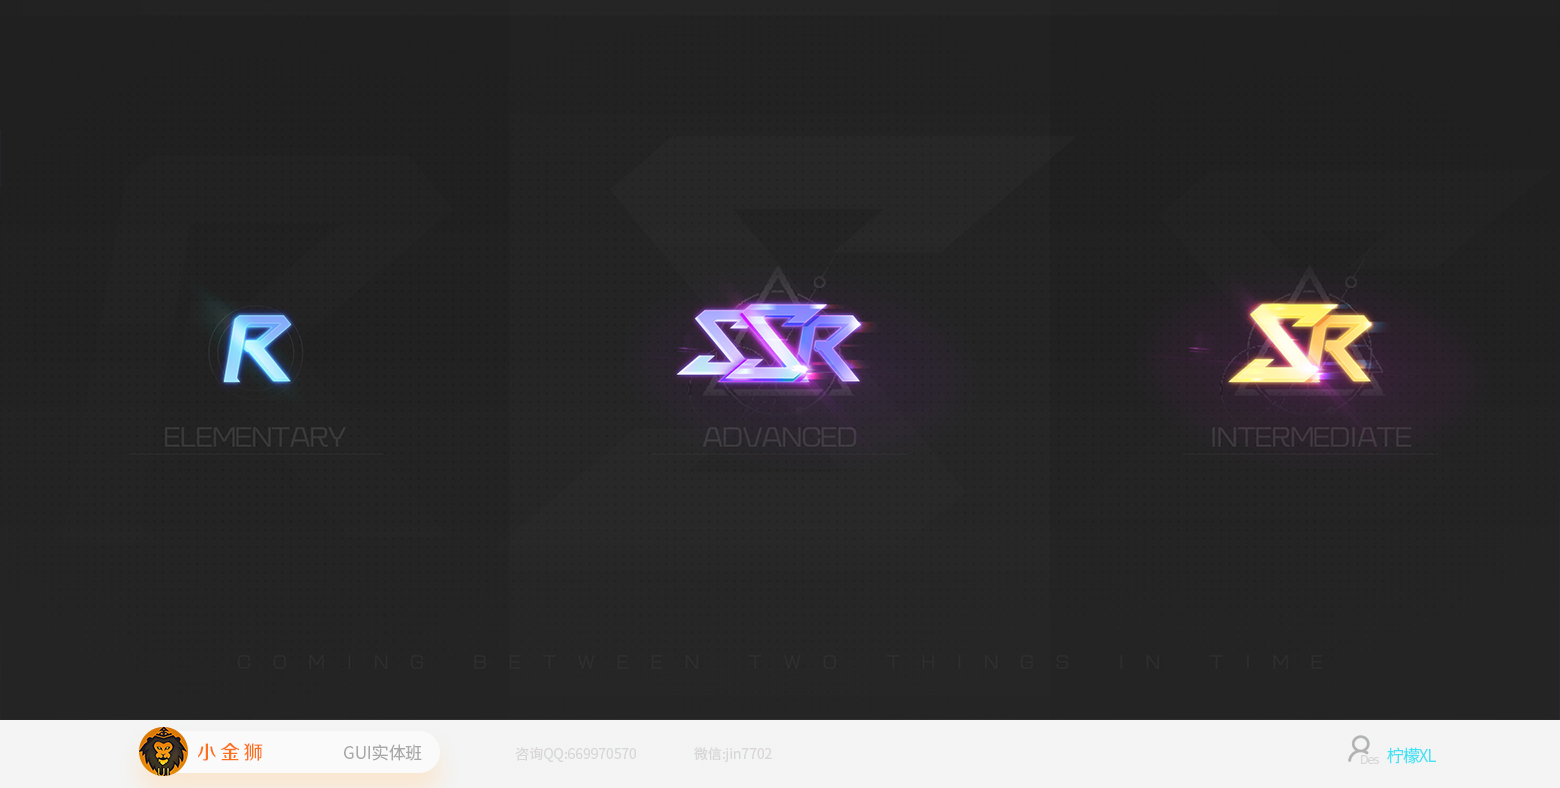 R
SSR
SR
ELEMENTARY
ADVANCED
INTERMEDIATE
COMING BETWEEN TWO THINGS IN TIME
小金狮
GUI实体班
咨询QQ:669970570
微信:jin7702
Des
柠檬XL